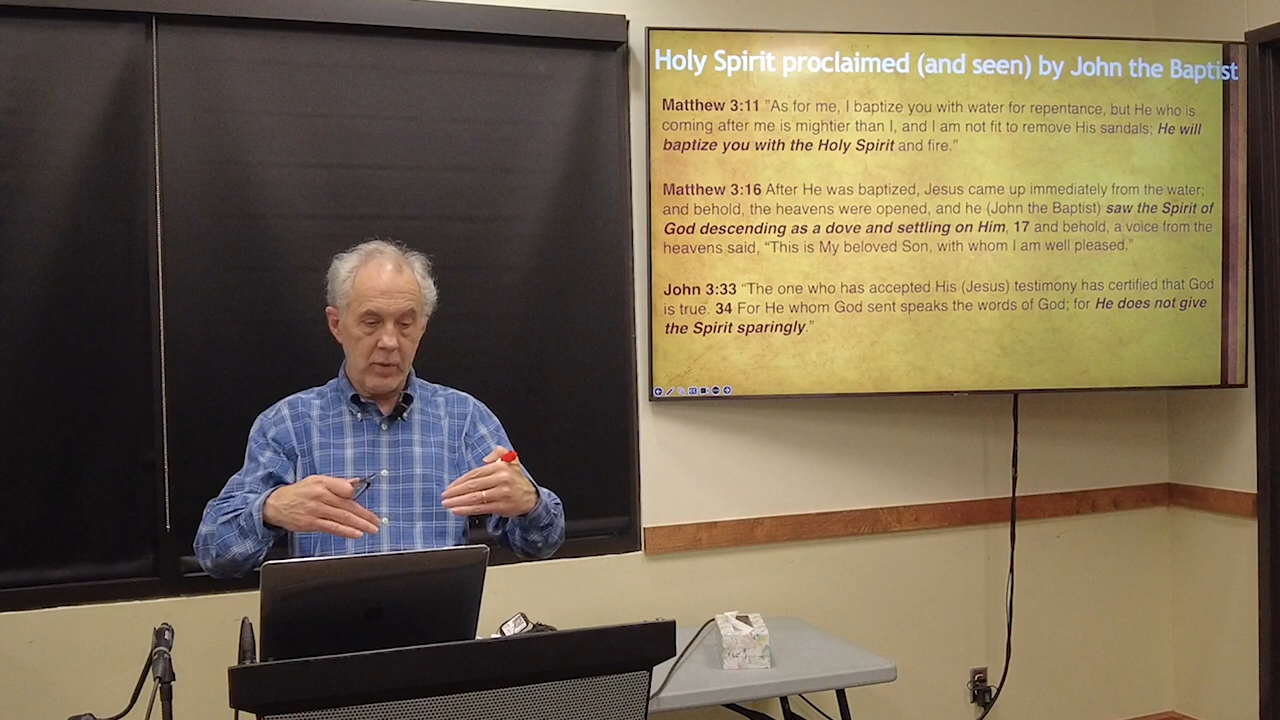 Holy Spirit proclaimed (and seen) by John the Baptist
Matthew 3:11 "As for me, I baptize you with water for repentance, but He who is
coming after me is mightier than I, and I am not fit to remove His sandals; He will
baptize you with the Holy Spirit and fire."
Matthew 3:16 After He was baptized, Jesus came up immediately from the water;
and behold, the heavens were opened, and he (John the Baptist) saw the Spirit of
God descending as a dove and settling on Him, 17 and behold, a voice from the
heavens said, “This is My beloved Son, with whom I am well pleased.”
John 3:33 “The one who has accepted His (Jesus) testimony has certified that God
is true. 34 For He whom God sent speaks the words of God; for He does not give
the Spirit sparingly.”